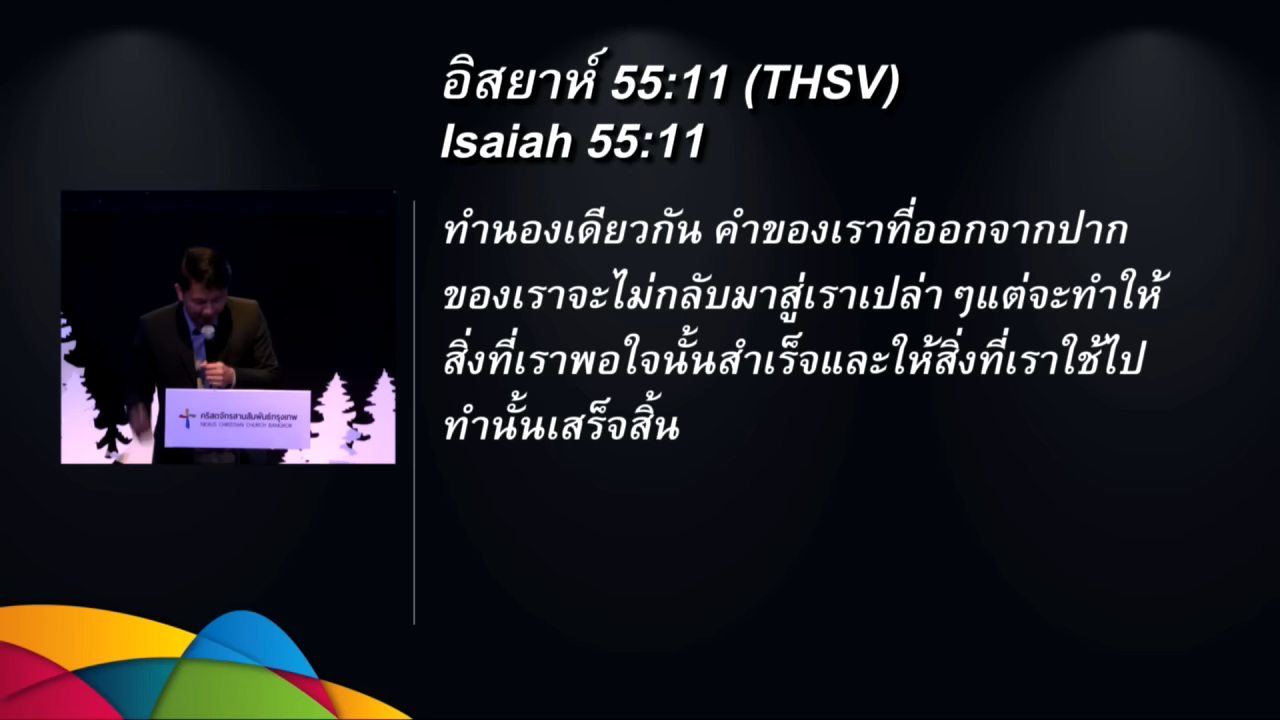 อิสยาห์ 55:11 (THSV)
Isaiah 55:11
ทำนองเดียวกัน คำของเราที่ออกจากปาก
ของเราจะไม่กลับมาสู่เราเปล่า ๆแต่จะทำให้
สิ่งที่เราพอใจนั้นสำเร็จและให้สิ่งที่เราใช้ไป
ทำนั้นเสร็จสิ้น
คริสตจักรสานสัมพันธ์กรุงเทพ
NEXUS CHRISTIAN CHURCH BANGKOK